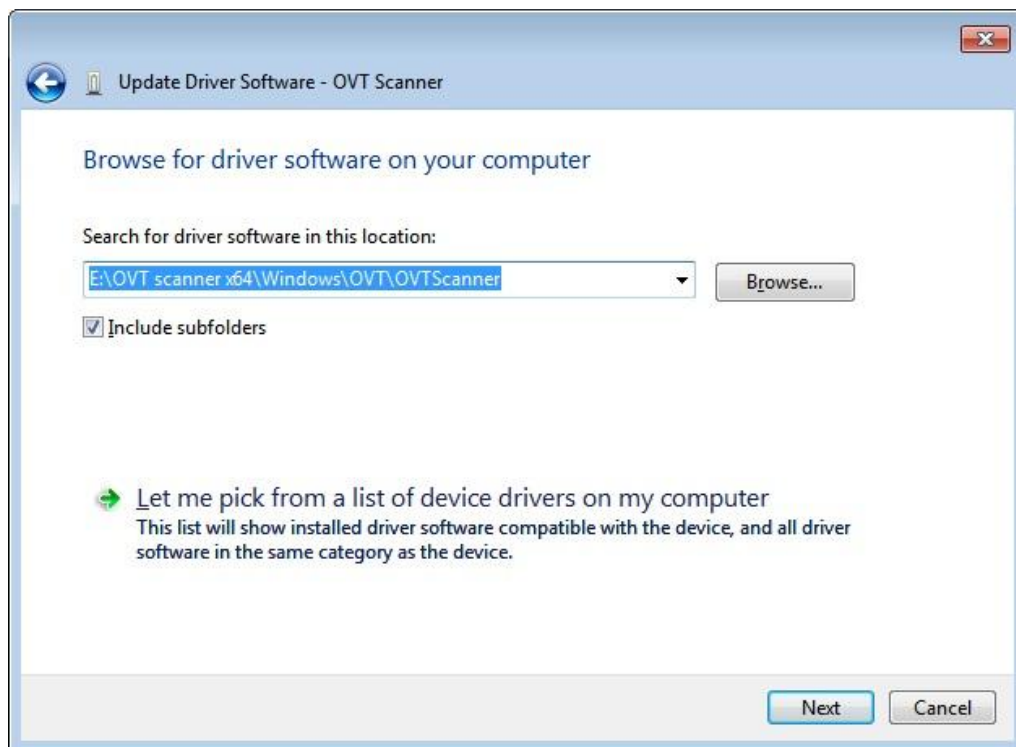 Update Driver Software - OVT Scanner
Browse for driver software on your computer
Search for driver software in this location:
E:\OVT scanner x64\Windows\OVT\OVTScanner
Browse...
Include subfolders
Let me pick from a list of device drivers on my computer
This list will show installed driver software compatible with the device, and all driver
software in the same category as the device.
Next
Cancel